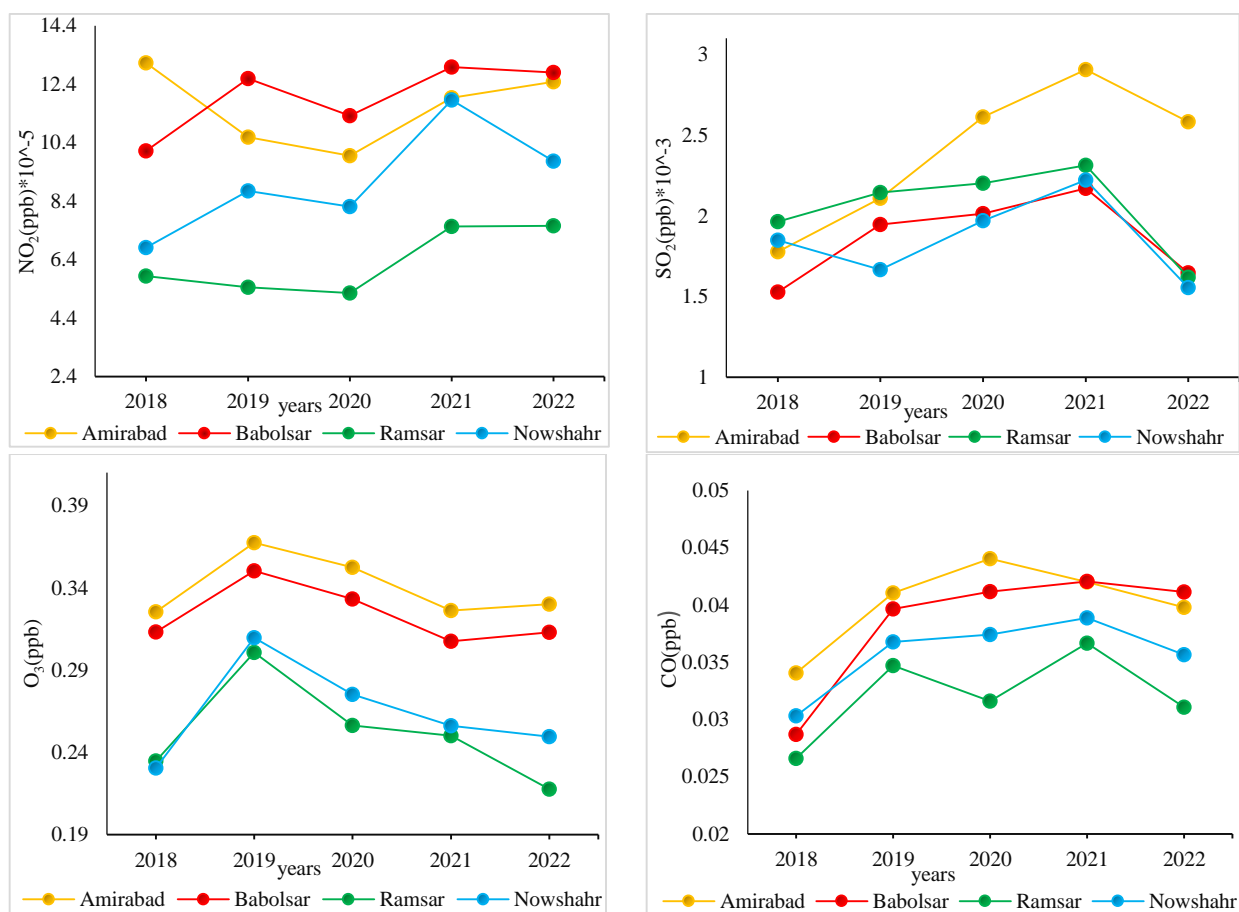 NO₂(ppb)*10^-5
14.4
12.4
10.4
8.4
6.4
4.4
2.4
2018 2019 2020 2021 2022
years
Amirabad Babolsar Ramsar Nowshahr
SO₂(ppb)*10^-3
3
2.5
2
1.5
1
2018 2019 2020 2021 2022
years
Amirabad Babolsar Ramsar Nowshahr
O₃(ppb)
0.39
0.34
0.29
0.24
0.19
2018 2019 2020 2021 2022
years
Amirabad Babolsar Ramsar Nowshahr
CO(ppb)
0.05
0.045
0.04
0.035
0.03
0.025
0.02
2018 2019 2020 2021 2022
years
Amirabad Babolsar Ramsar Nowshahr